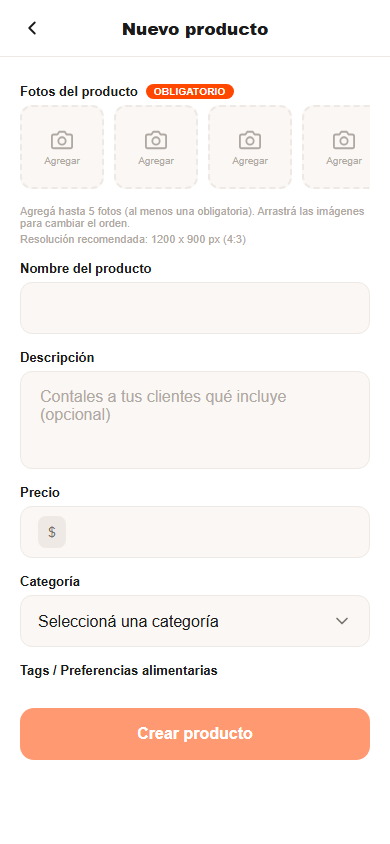 Nuevo producto
Fotos del producto OBLIGATORIO
Agregar Agregar Agregar Agregar
Agregá hasta 5 fotos (al menos una obligatoria). Arrastrá las imágenes
para cambiar el orden.
Resolución recomendada: 1200 x 900 px (4:3)
Nombre del producto
Descripción
Contales a tus clientes qué incluye
(opcional)
Precio
$
Categoría
Seleccioná una categoría
Tags / Preferencias alimentarias
Crear producto